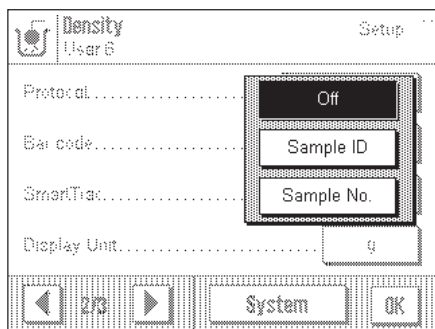 Density
User 6
Setup
Protocol
Off
Bar code
Sample ID
SmartTrac
Sample No.
Display Unit
g
2/3
System
OK